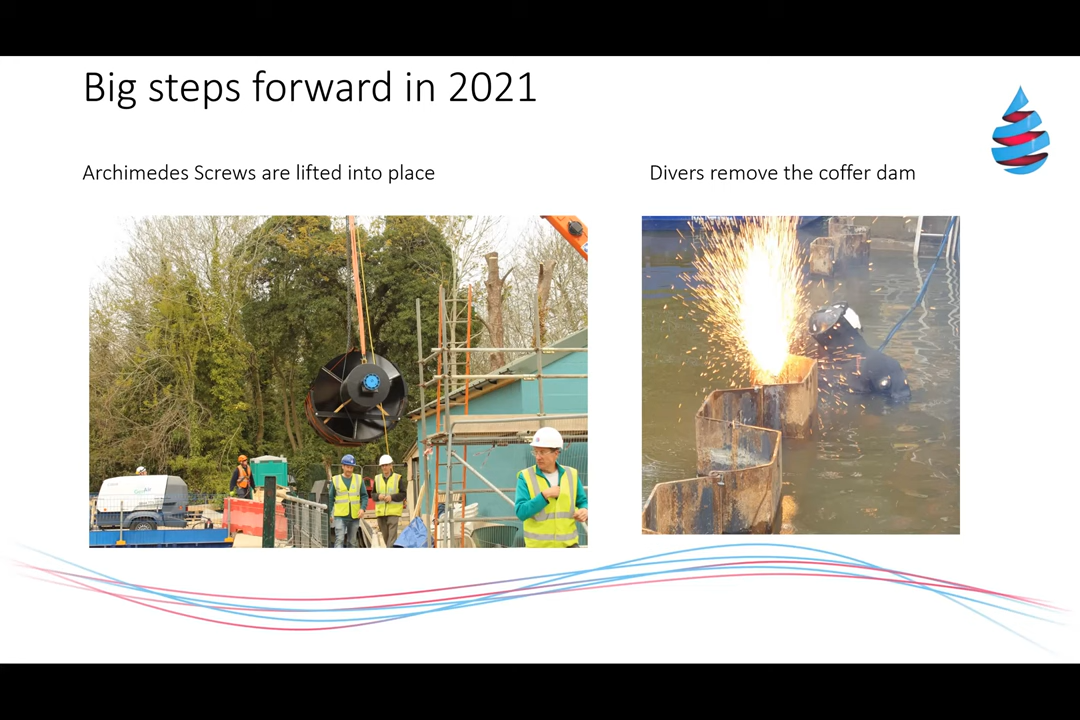 Big steps forward in 2021
Archimedes Screws are lifted into place
Divers remove the coffer dam